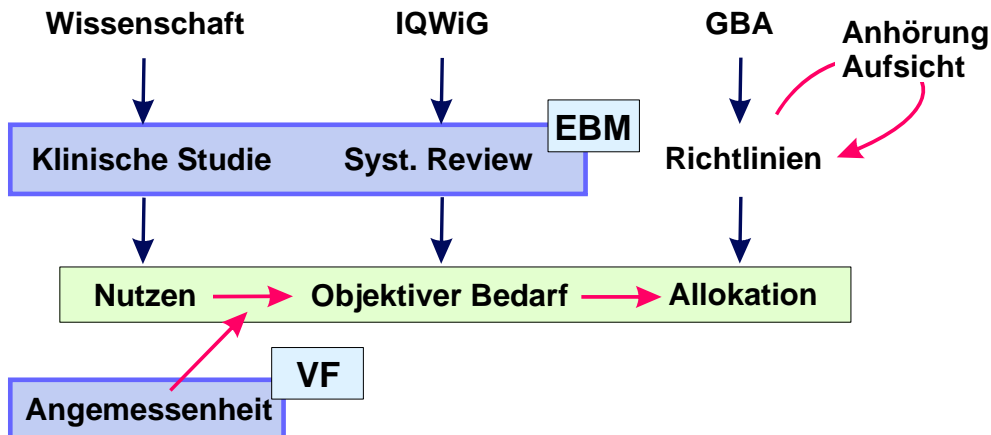 Wissenschaft IQWiG GBA Anhörung
Aufsicht
EBM
Klinische Studie Syst. Review Richtlinien
Nutzen Objektiver Bedarf Allokation
VF
Angemessenheit